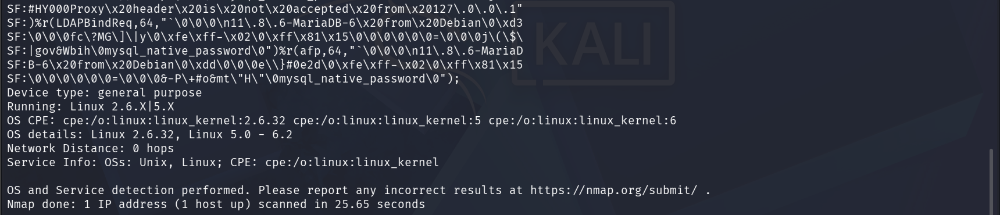 SF:#HY000Proxy\x20header\x20is\x20not\x20accepted\x20from\x20127\.0\.0\.1"
SF:)%r(LDAPBindReq,64,"`\0\0\0\n11\.8\.6-MariaDB-6\x20from\x20Debian\0\xd3
SF:\0\0\0fc\?MG\]\|y\0\xfe\xff-\x02\0\xff\x81\x15\0\0\0\0\0\0=\0\0\0j\(\$\
SF:|gov&Wbih\0mysql_native_password\0")%r(afp,64,"`\0\0\0\n11\.8\.6-MariaD
SF:B-6\x20from\x20Debian\0\xdd\0\0\0e\\}#0e2d\0\xfe\xff-\x02\0\xff\x81\x15
SF:\0\0\0\0\0\0=\0\0\0&-P\+#o&mt\"H\"\0mysql_native_password\0");
Device type: general purpose
Running: Linux 2.6.X|5.X
OS CPE: cpe:/o:linux:linux_kernel:2.6.32 cpe:/o:linux:linux_kernel:5 cpe:/o:linux:linux_kernel:6
OS details: Linux 2.6.32, Linux 5.0 - 6.2
Network Distance: 0 hops
Service Info: OSs: Unix, Linux; CPE: cpe:/o:linux:linux_kernel
OS and Service detection performed. Please report any incorrect results at https://nmap.org/submit/ .
Nmap done: 1 IP address (1 host up) scanned in 25.65 seconds
KALI